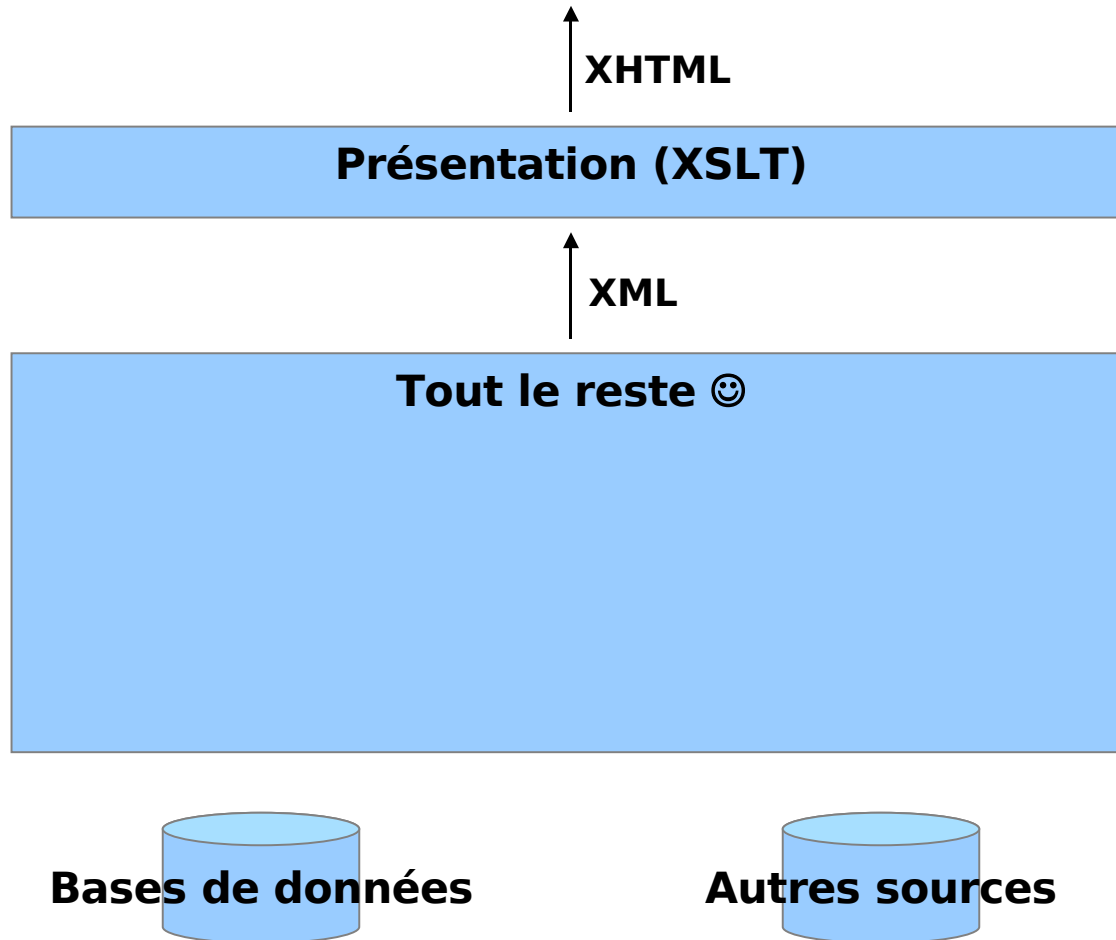 XHTML
Présentation (XSLT)
XML
Tout le reste ☺
Bases de données
Autres sources